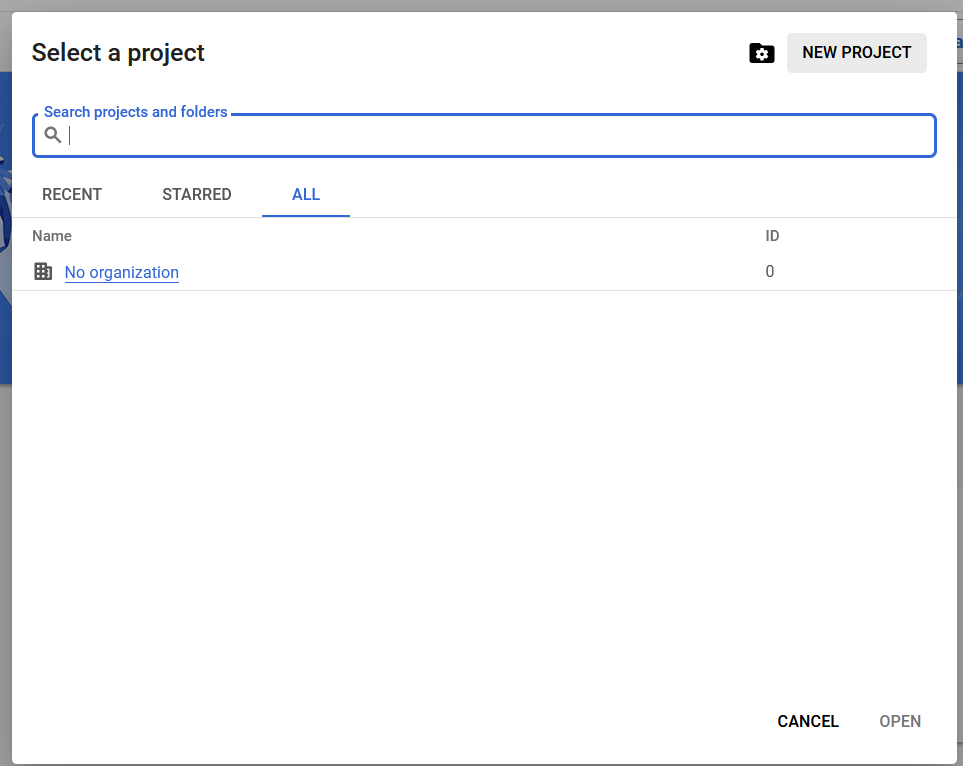 Select a project
NEW PROJECT
Search projects and folders
RECENT STARRED ALL
Name ID
No organization 0
CANCEL OPEN